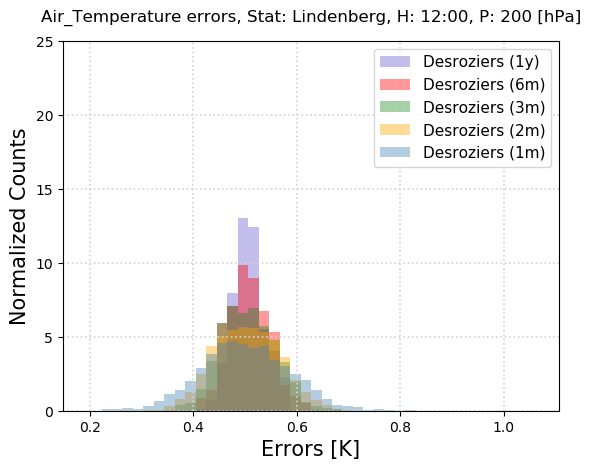 Air_Temperature errors, Stat: Lindenberg, H: 12:00, P: 200 [hPa]
25
20
15
10
5
0
Normalized Counts
Desroziers (1y)
Desroziers (6m)
Desroziers (3m)
Desroziers (2m)
Desroziers (1m)
0.2 0.4 0.6 0.8 1.0
Errors [K]